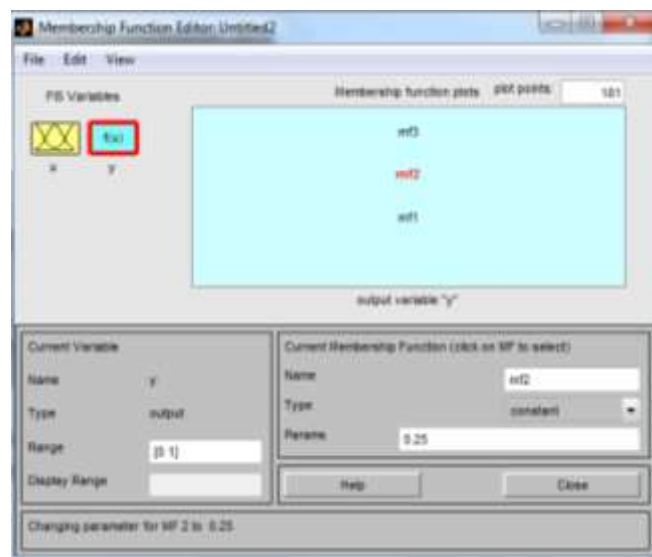 Membership Function Editor: Untitled2
File Edit View
FIS Variables
Membership function plots plot points: 181
f(u)
x y
mf3
mf2
mf1
output variable "y"
Current Variable
Name y
Type output
Range [0 1]
Display Range
Current Membership Function (click on MF to select)
Name mf2
Type constant
Params 0.25
Help Close
Changing parameter for MF 2 to 0.25